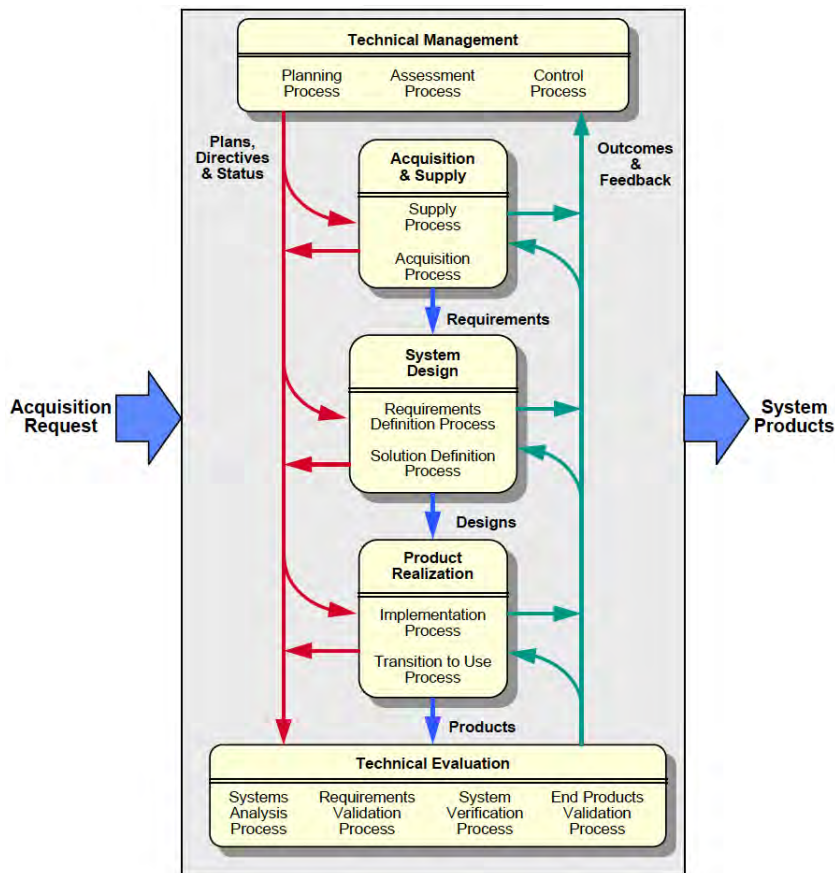 Technical Management
Planning
Process
Assessment
Process
Control
Process
Plans,
Directives
& Status
Outcomes
&
Feedback
Acquisition
& Supply
Supply
Process
Acquisition
Process
Requirements
System
Design
Requirements
Definition Process
Solution Definition
Process
Acquisition
Request
System
Products
Designs
Product
Realization
Implementation
Process
Transition to Use
Process
Products
Technical Evaluation
Systems
Analysis
Process
Requirements
Validation
Process
System
Verification
Process
End Products
Validation
Process